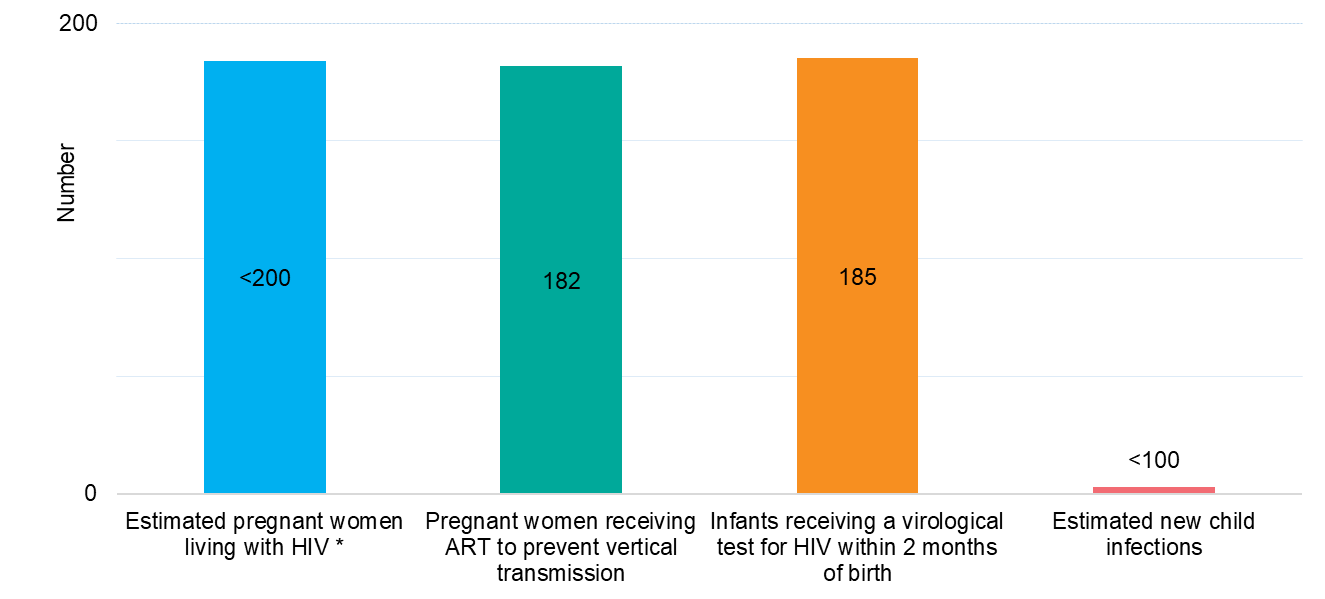 200
Number
<200
182
185
<100
0
Estimated pregnant women
living with HIV *
Pregnant women receiving
ART to prevent vertical
transmission
Infants receiving a virological
test for HIV within 2 months
of birth
Estimated new child
infections